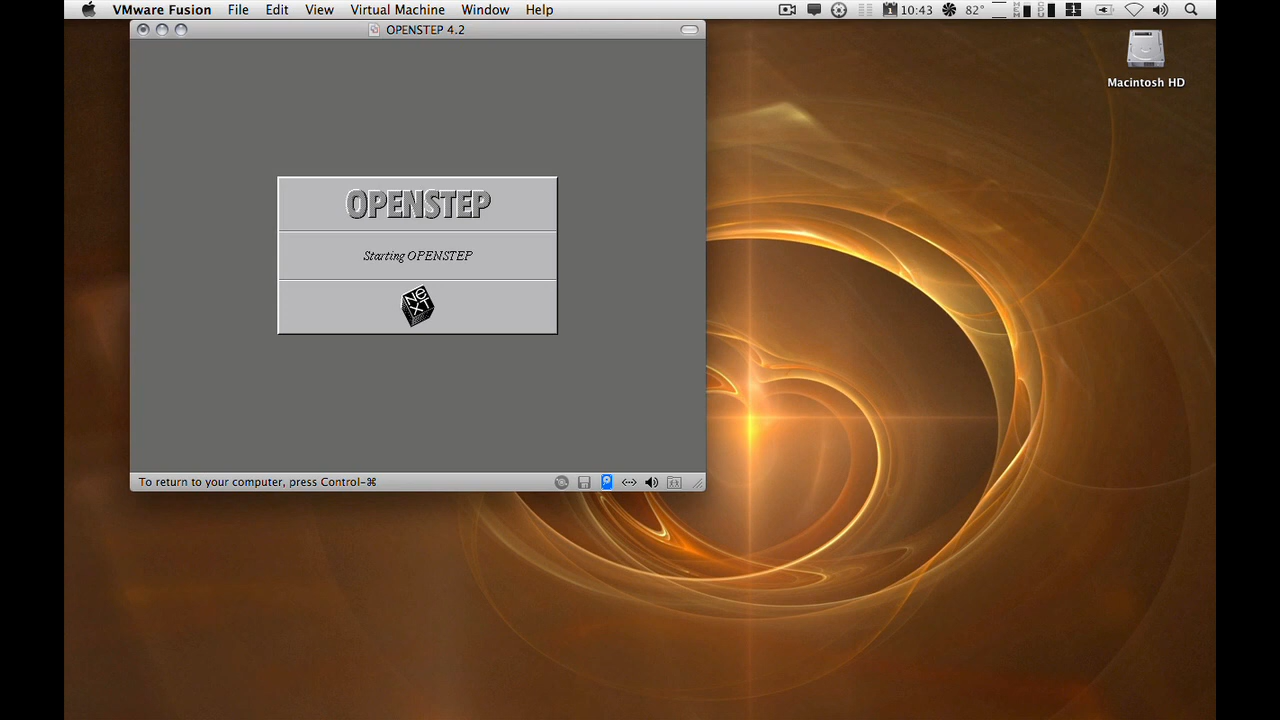 VMware Fusion File Edit View Virtual Machine Window Help 10:43 82°
OPENSTEP 4.2
Macintosh HD
OPENSTEP
Starting OPENSTEP
NeXT
To return to your computer, press Control-⌘